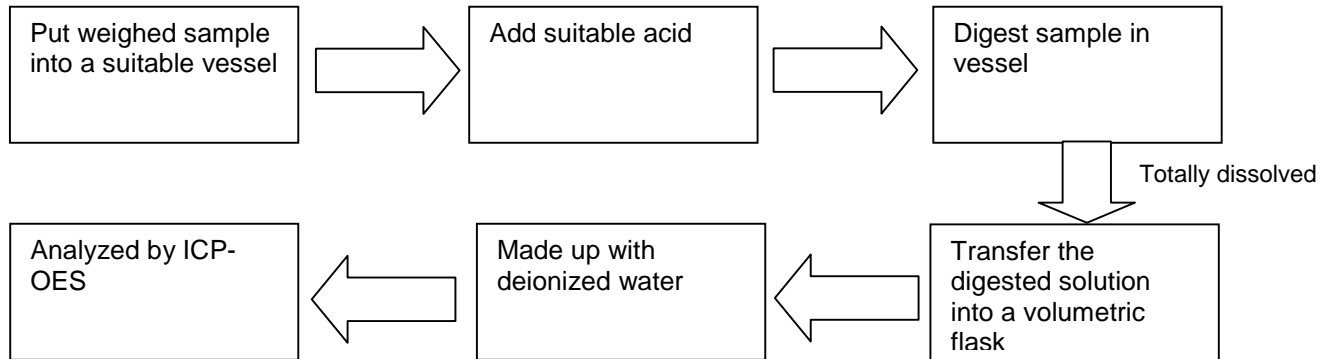 Put weighed sample
into a suitable vessel
Add suitable acid
Digest sample in
vessel
Totally dissolved
Transfer the
digested solution
into a volumetric
flask
Made up with
deionized water
Analyzed by ICP-
OES